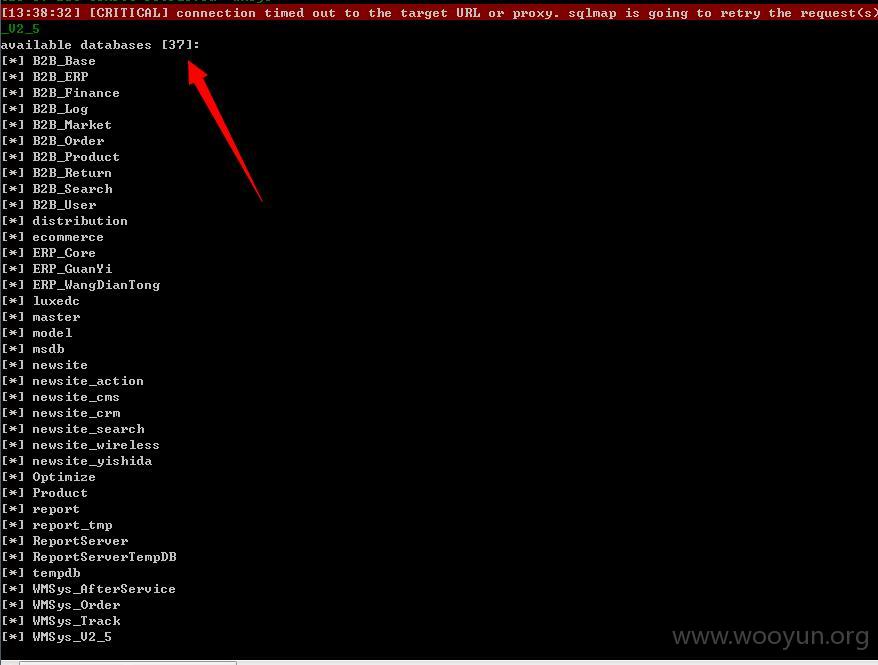 [13:38:32] [CRITICAL] connection timed out to the target URL or proxy. sqlmap is going to retry the request(s)
_V2_5
available databases [37]:
[*] B2B_Base
[*] B2B_ERP
[*] B2B_Finance
[*] B2B_Log
[*] B2B_Market
[*] B2B_Order
[*] B2B_Product
[*] B2B_Return
[*] B2B_Search
[*] B2B_User
[*] distribution
[*] ecommerce
[*] ERP_Core
[*] ERP_GuanYi
[*] ERP_WangDianTong
[*] luxedc
[*] master
[*] model
[*] msdb
[*] newsite
[*] newsite_action
[*] newsite_cms
[*] newsite_crm
[*] newsite_search
[*] newsite_wireless
[*] newsite_yishida
[*] Optimize
[*] Product
[*] report
[*] report_tmp
[*] ReportServer
[*] ReportServerTempDB
[*] tempdb
[*] WMSys_AfterService
[*] WMSys_Order
[*] WMSys_Track
[*] WMSys_V2_5
www.wooyun.org